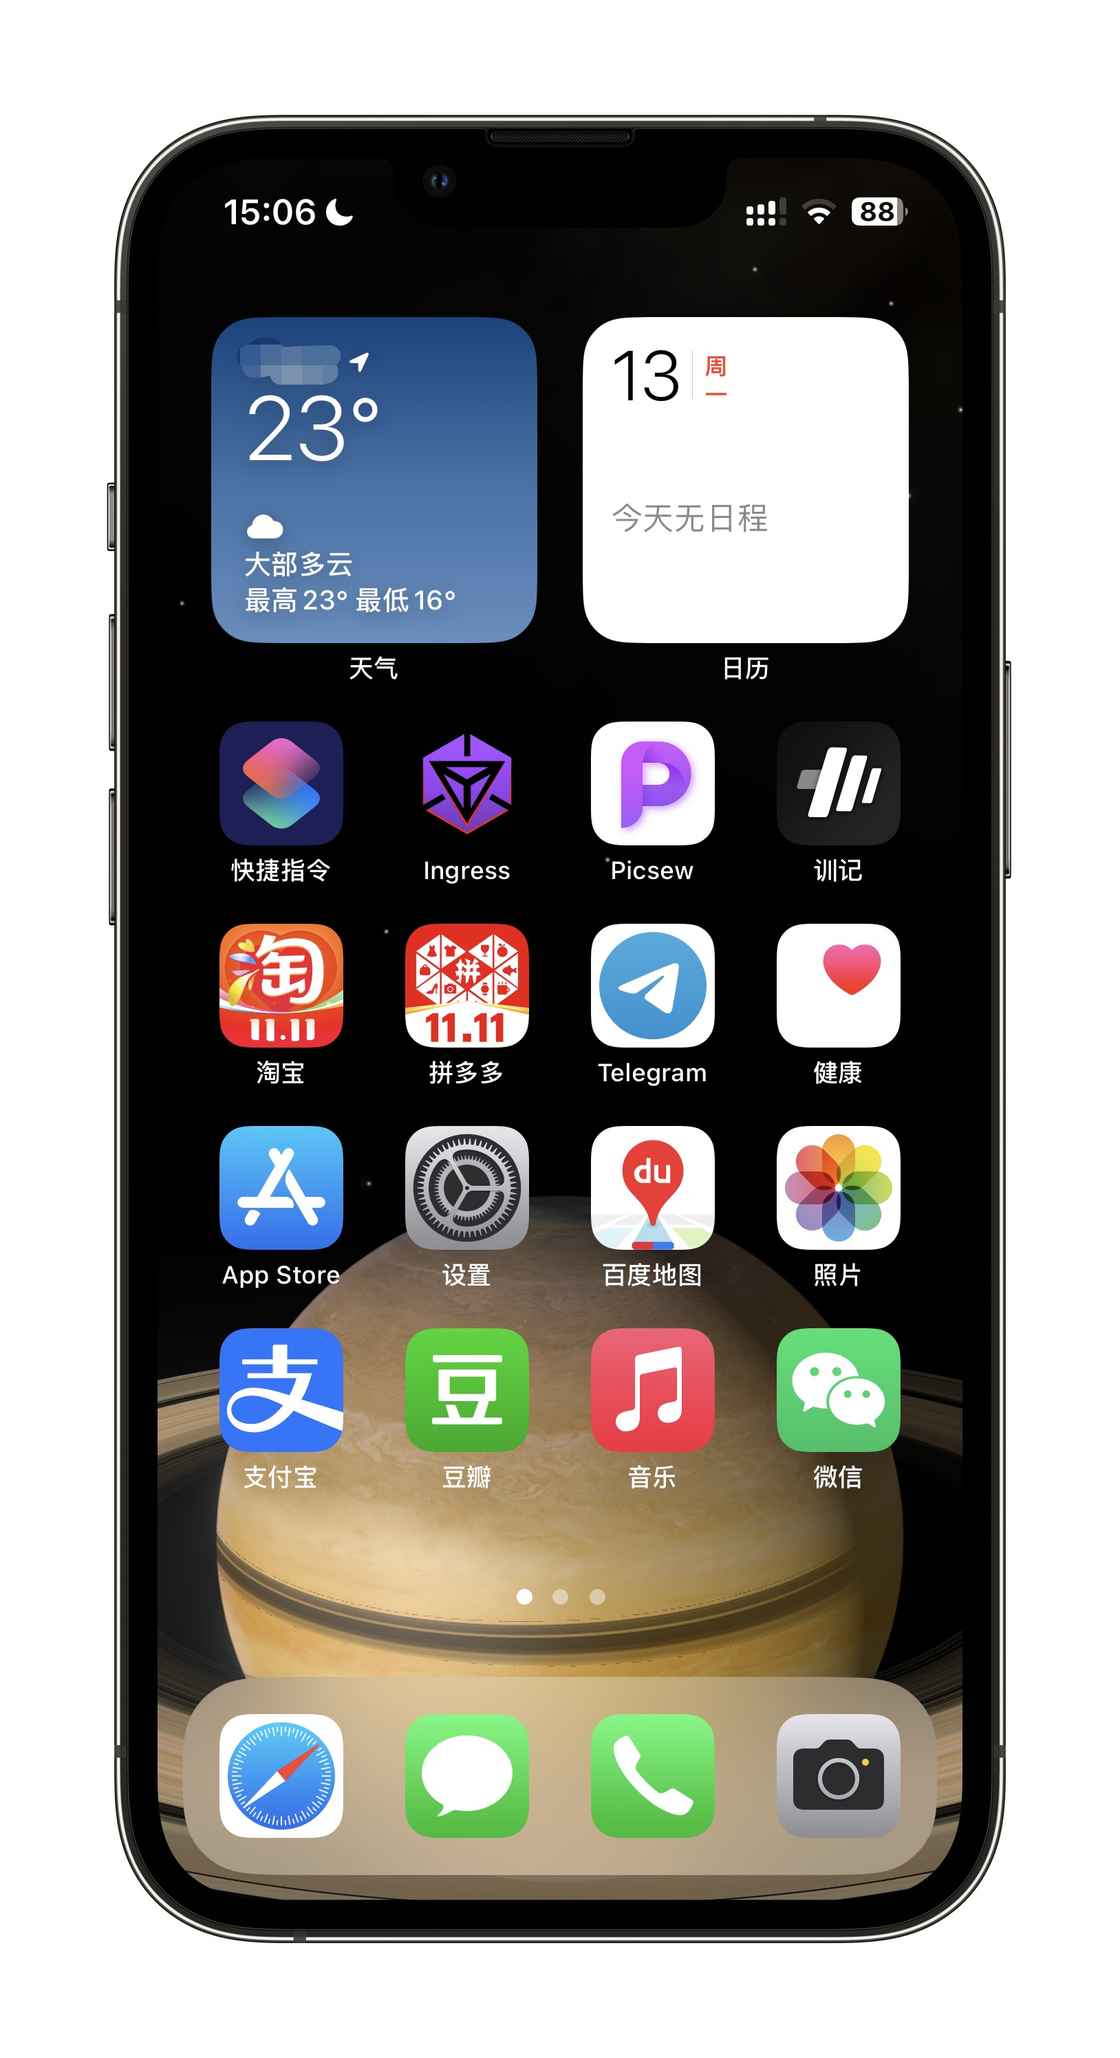 15:06
88
23°
大部多云
最高 23° 最低 16°
天气
13 周一
今天无日程
日历
快捷指令
Ingress
Picsew
训记
淘
11.11
淘宝
拼
11.11
拼多多
Telegram
健康
App Store
设置
du
百度地图
照片
支
支付宝
豆
豆瓣
音乐
微信